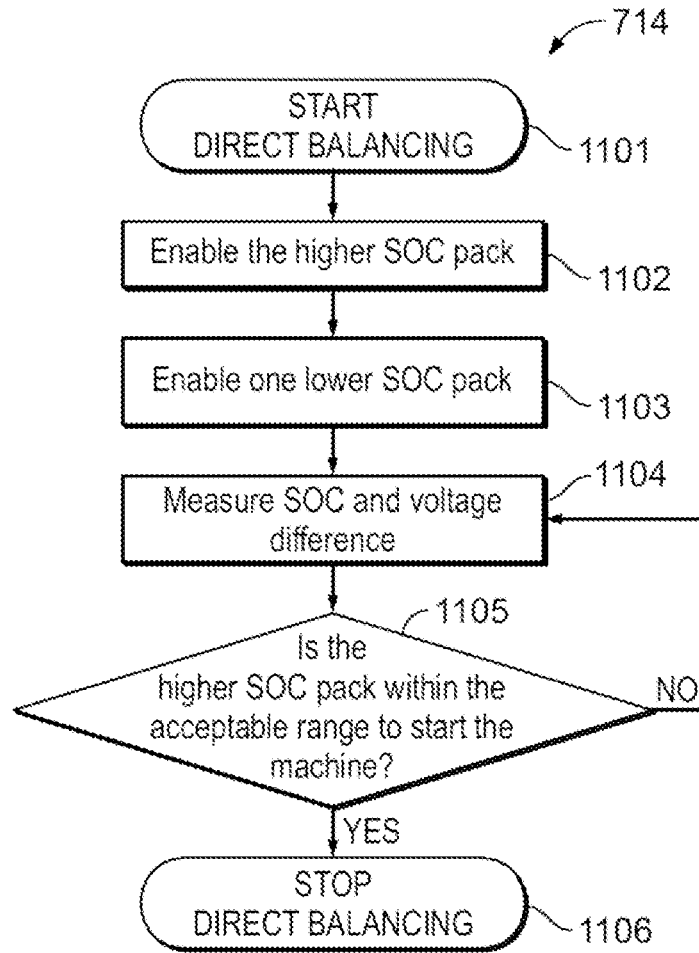 714
START
DIRECT BALANCING
1101
Enable the higher SOC pack
1102
Enable one lower SOC pack
1103
1104
Measure SOC and voltage
difference
1105
Is the
higher SOC pack within the
acceptable range to start the
machine?
NO
YES
STOP
DIRECT BALANCING
1106